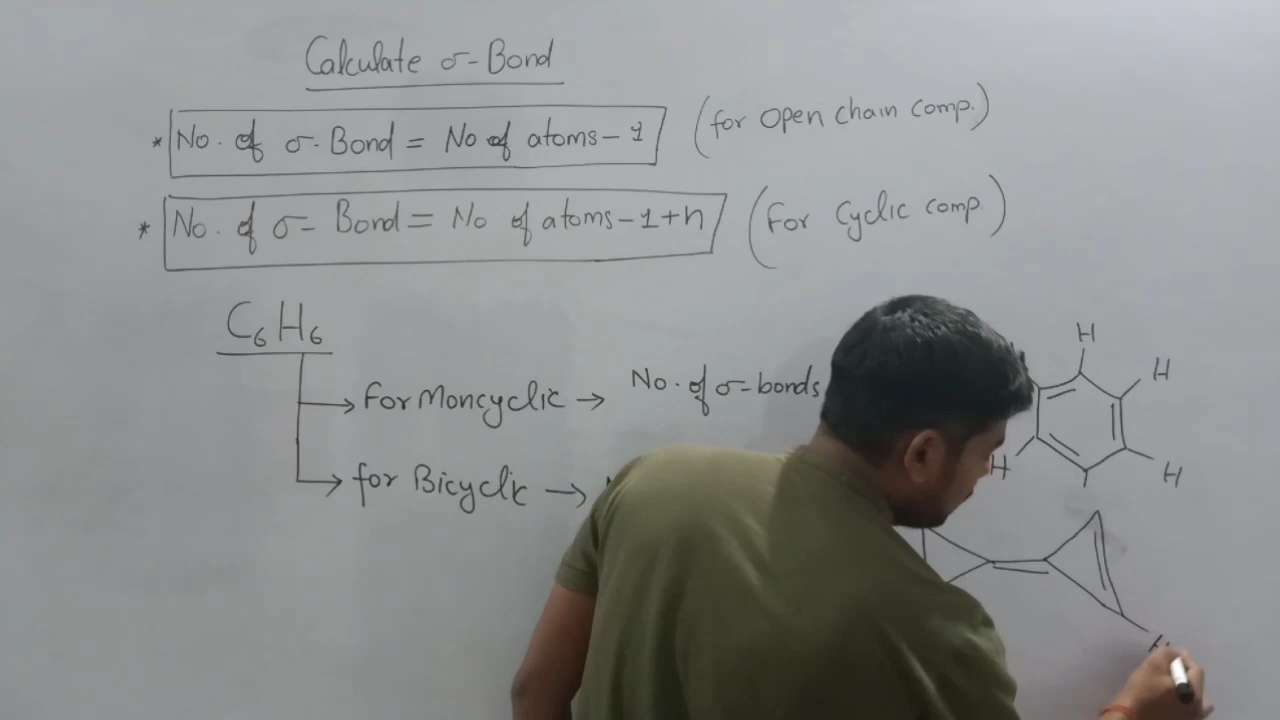 Calculate σ-Bond
* No. of σ-Bond = No of atoms-1 (for Open Chain Comp.)
* No. of σ- Bond = No of atoms-1+n (For Cyclic comp)
C6H6
For Moncyclic → No. of σ-bonds
for Bicyclic →
H
H
H
H
H